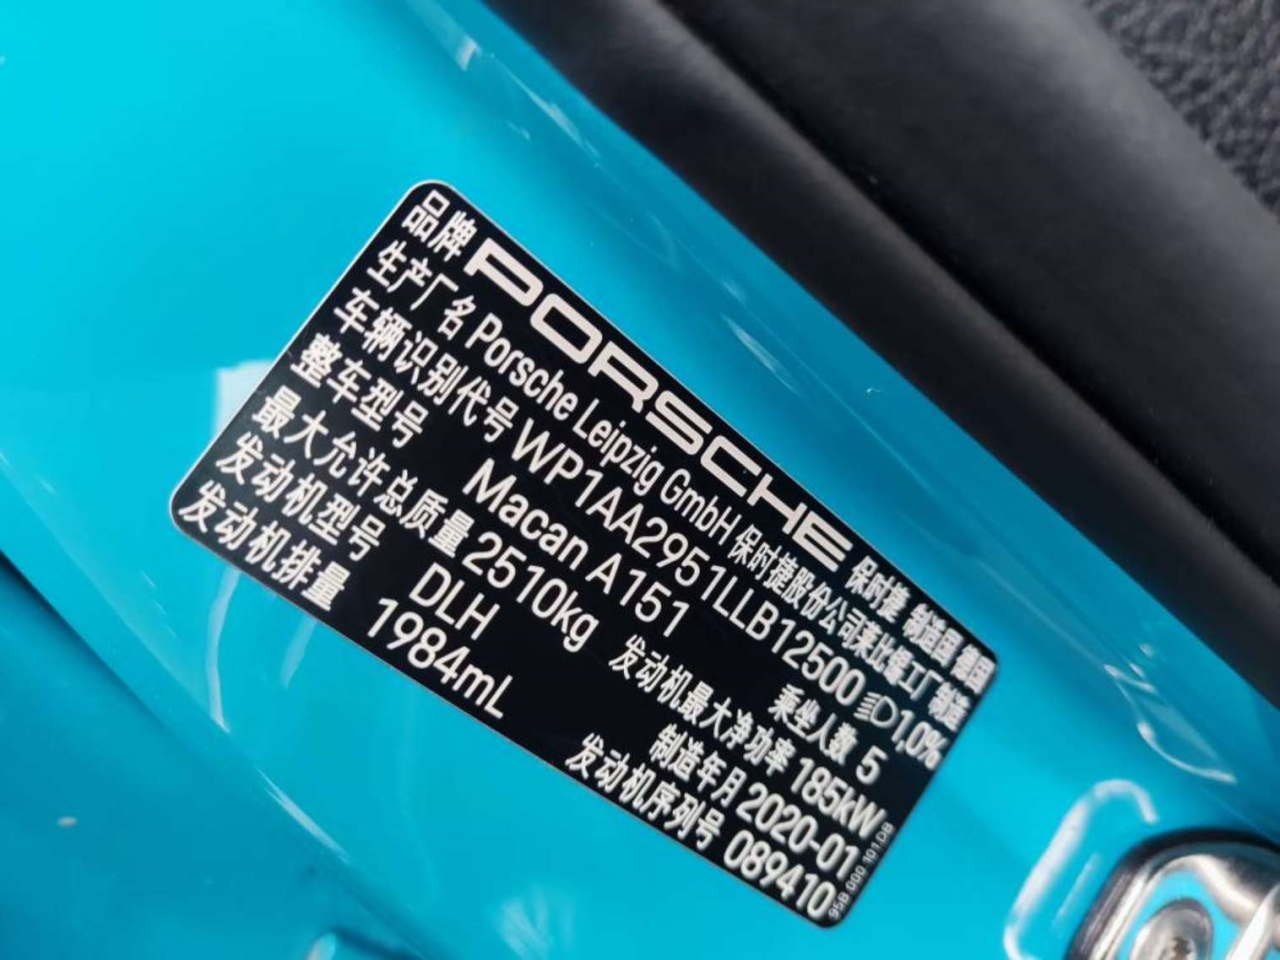 品牌 PORSCHE 保时捷 制造国 德国
生产厂名 Porsche Leipzig GmbH 保时捷股份公司莱比锡工厂制造
车辆识别代号 WP1AA2951LLB12500 1,0%
整车型号 Macan A151 乘坐人数 5
最大允许总质量 2510kg 发动机最大净功率 185kW
发动机型号 DLH 制造年月 2020-01
发动机排量 1984mL 发动机序列号 089410
95B 000 101 DB